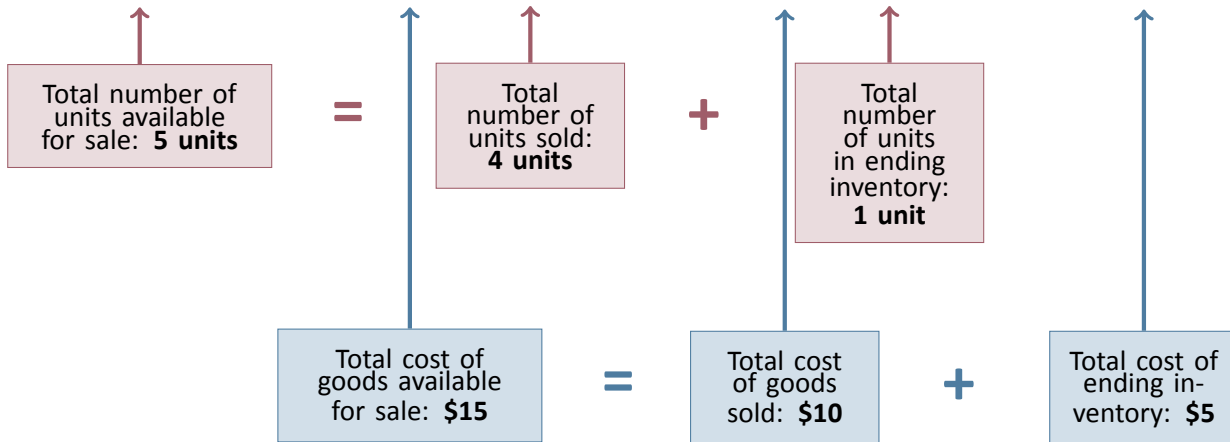 Total number of
units available
for sale: 5 units
=
Total
number of
units sold:
4 units
+
Total
number
of units
in ending
inventory:
1 unit
Total cost of
goods available
for sale: $15
=
Total cost
of goods
sold: $10
+
Total cost of
ending in-
ventory: $5